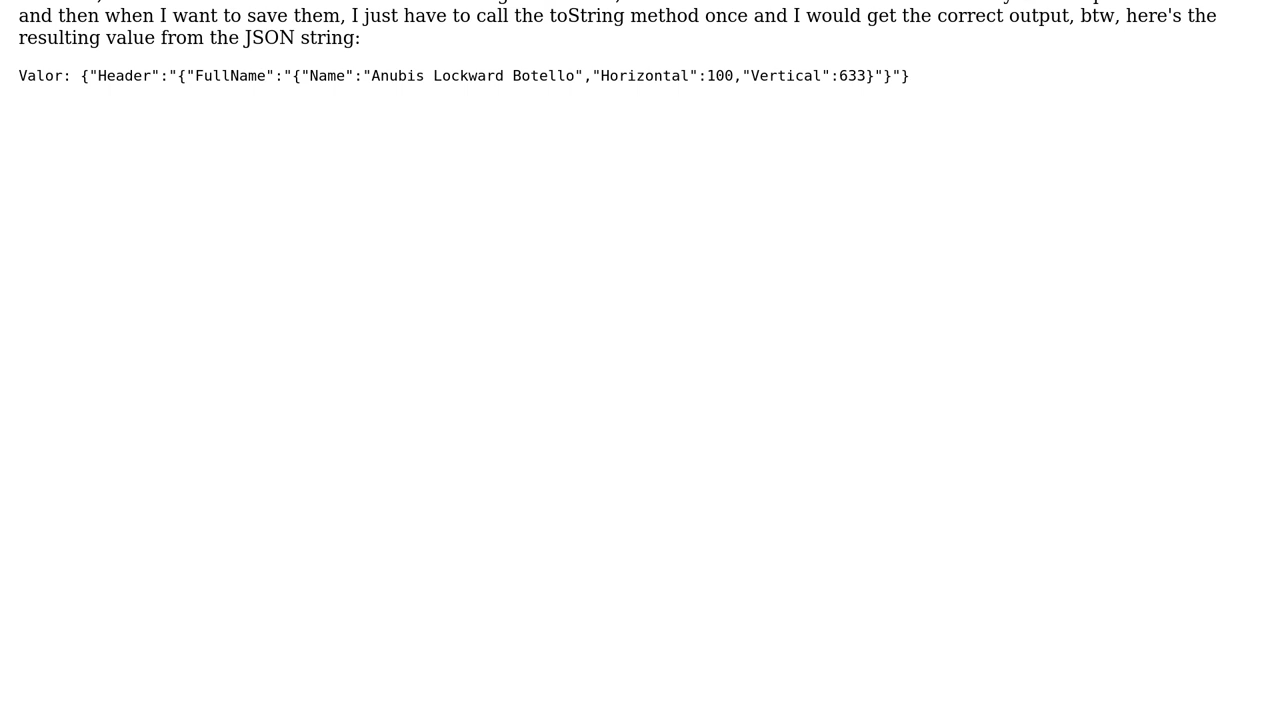 and then when I want to save them, I just have to call the toString method once and I would get the correct output, btw, here's the
resulting value from the JSON string:
Valor: {"Header":"{"FullName":"{"Name":"Anubis Lockward Botello","Horizontal":100,"Vertical":633}"}"}